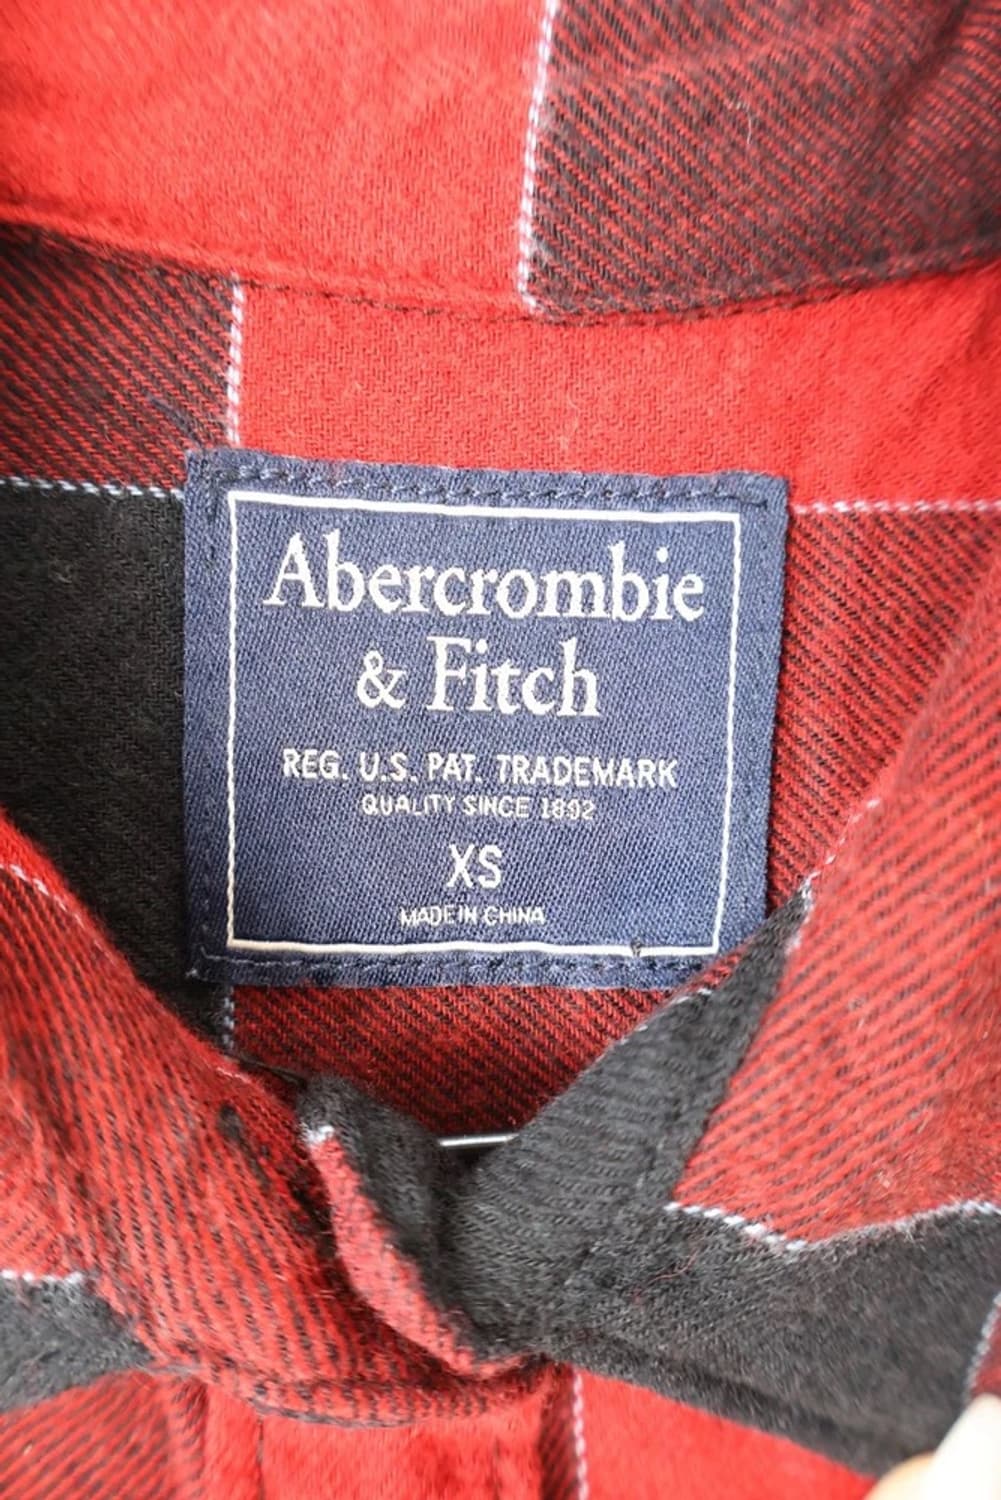 Abercrombie
& Fitch
REG. U.S. PAT. TRADEMARK
QUALITY SINCE 1892
XS
MADE IN CHINA